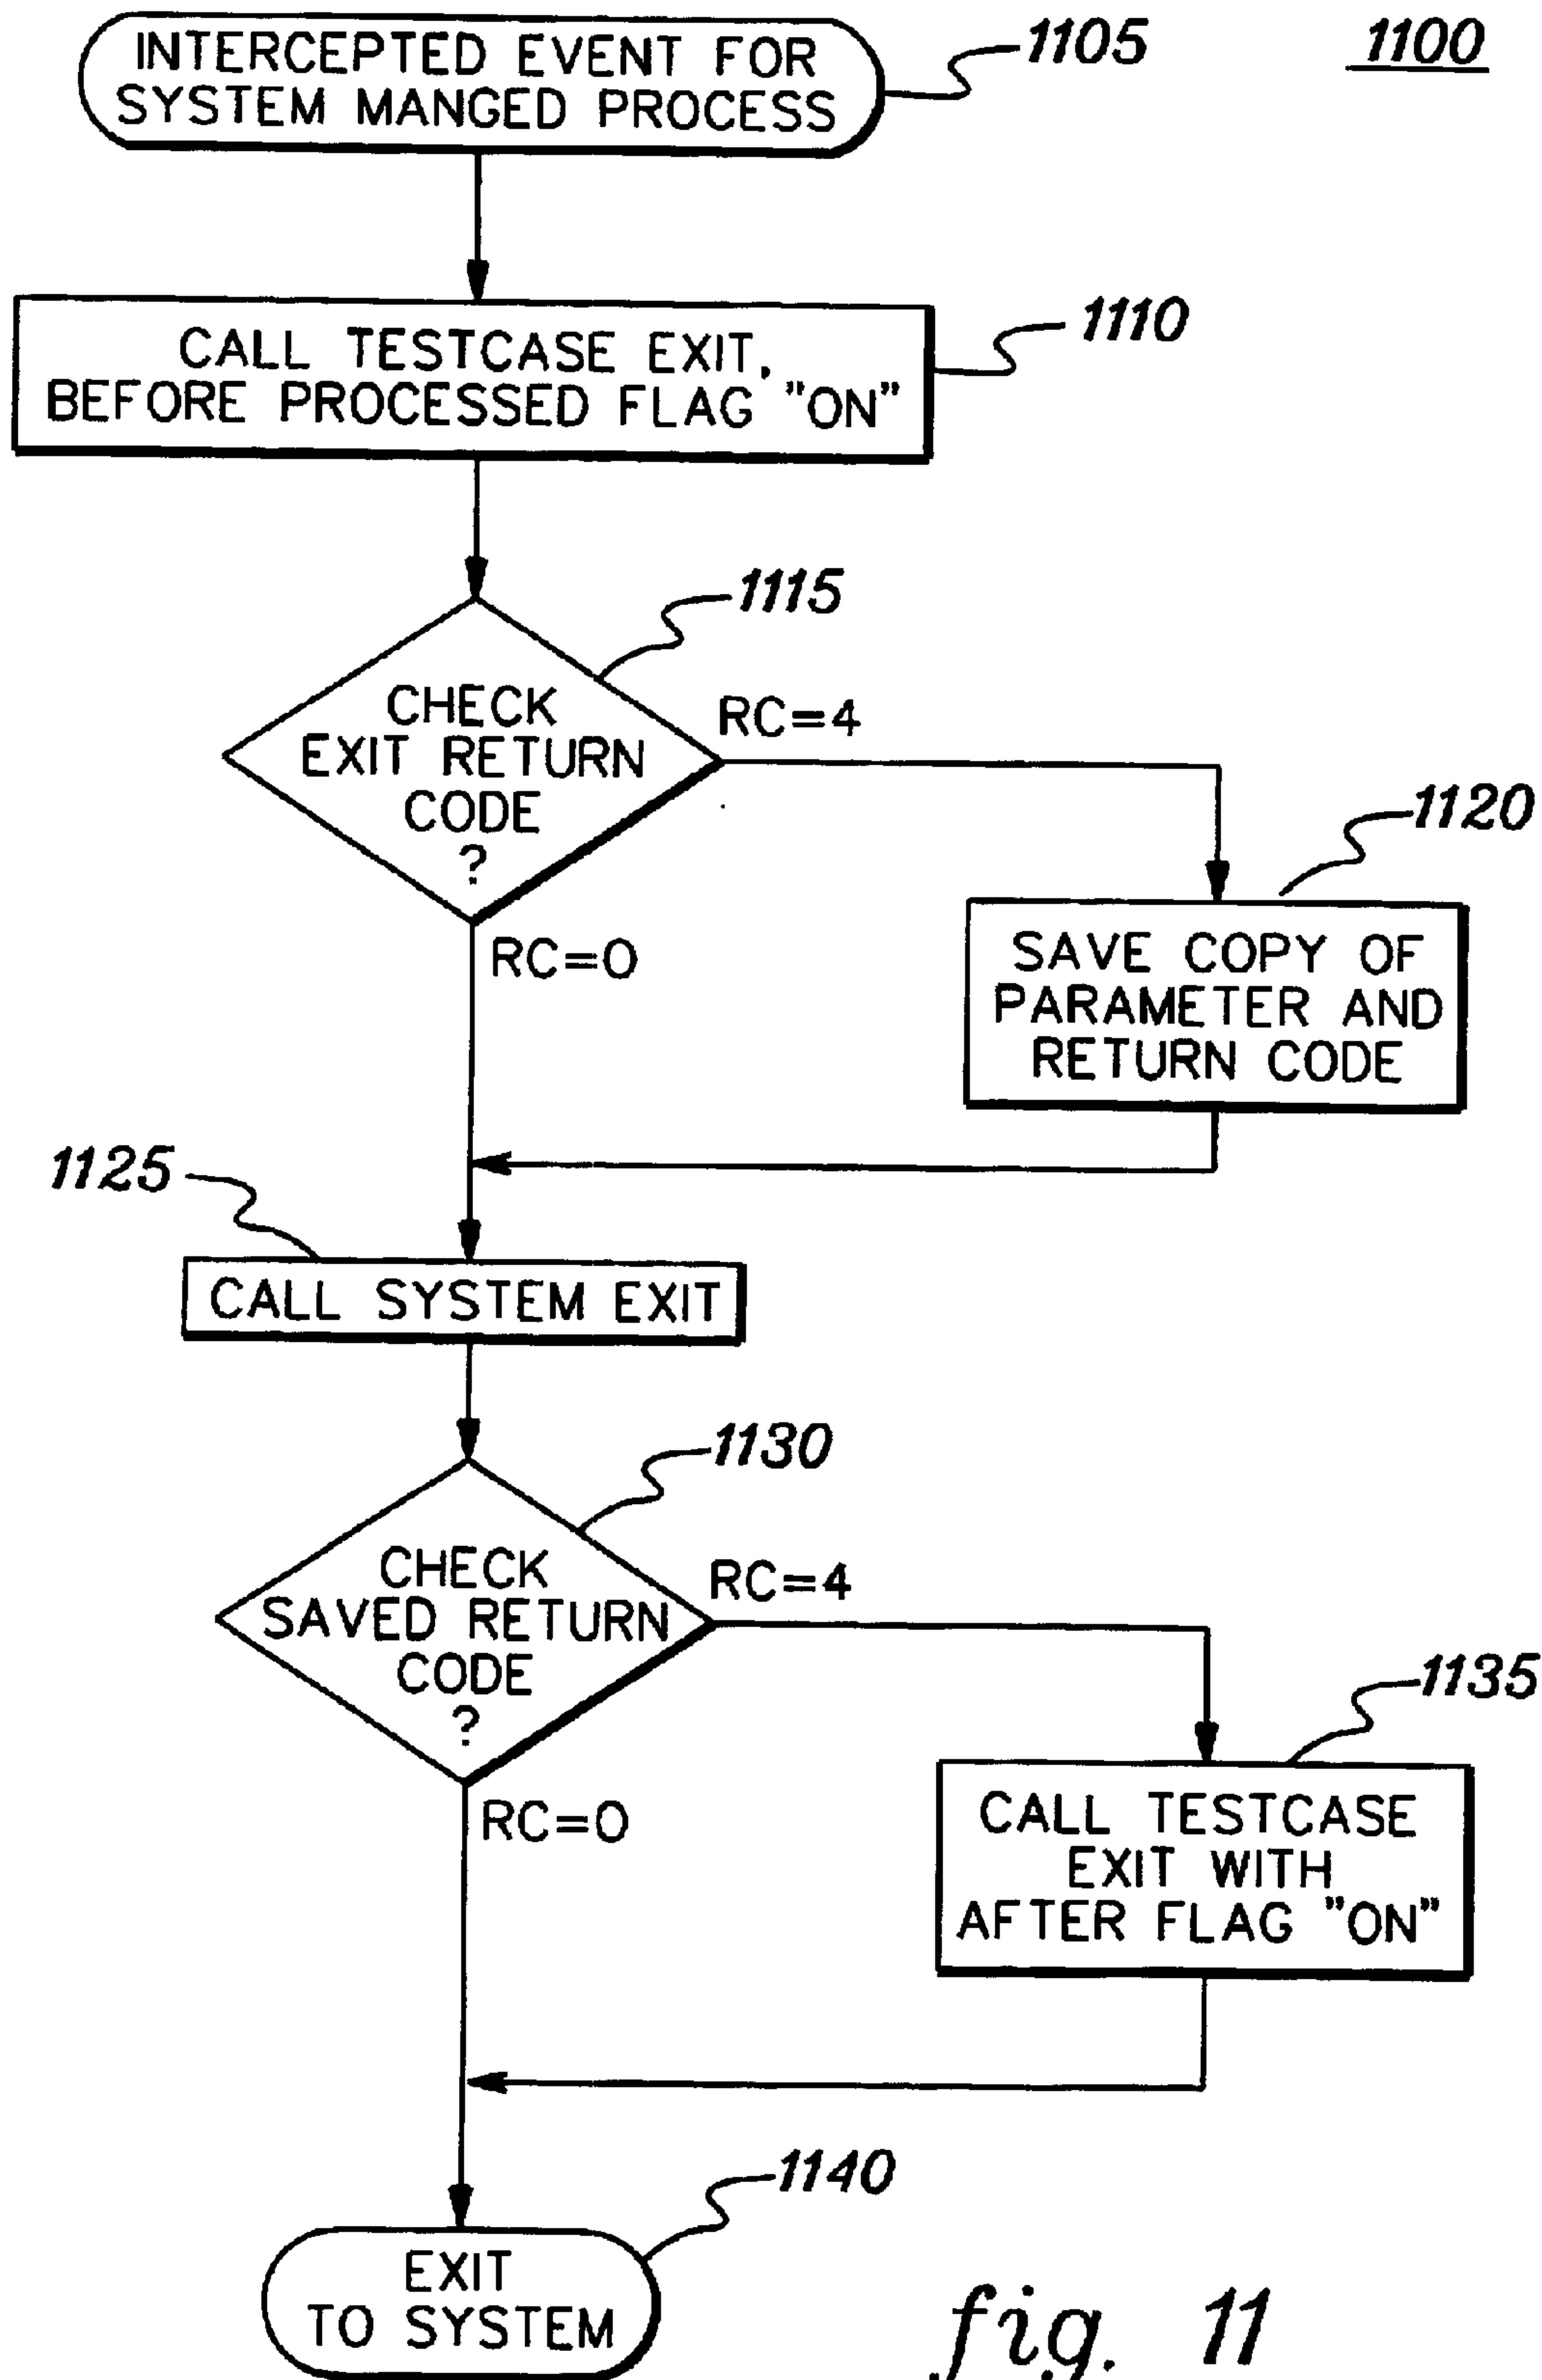 INTERCEPTED EVENT FOR
SYSTEM MANGED PROCESS
1105
1100
CALL TESTCASE EXIT,
BEFORE PROCESSED FLAG "ON"
1110
1115
CHECK
EXIT RETURN
CODE
?
RC=4
RC=0
1120
SAVE COPY OF
PARAMETER AND
RETURN CODE
1125
CALL SYSTEM EXIT
1130
CHECK
SAVED RETURN
CODE
?
RC=4
RC=0
1135
CALL TESTCASE
EXIT WITH
AFTER FLAG "ON"
1140
EXIT
TO SYSTEM
fig. 11